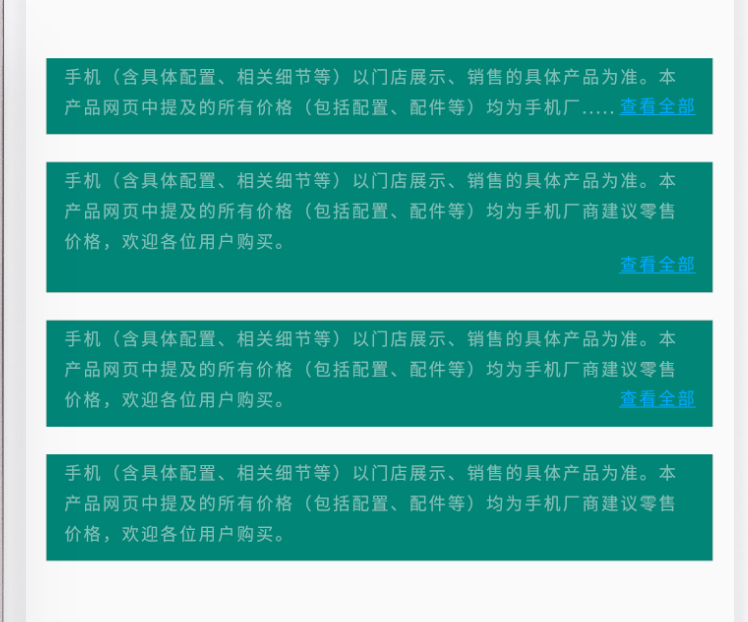 手机（含具体配置、相关细节等）以门店展示、销售的具体产品为准。本
产品网页中提及的所有价格（包括配置、配件等）均为手机厂..... 查看全部
手机（含具体配置、相关细节等）以门店展示、销售的具体产品为准。本
产品网页中提及的所有价格（包括配置、配件等）均为手机厂商建议零售
价格，欢迎各位用户购买。
查看全部
手机（含具体配置、相关细节等）以门店展示、销售的具体产品为准。本
产品网页中提及的所有价格（包括配置、配件等）均为手机厂商建议零售
价格，欢迎各位用户购买。 查看全部
手机（含具体配置、相关细节等）以门店展示、销售的具体产品为准。本
产品网页中提及的所有价格（包括配置、配件等）均为手机厂商建议零售
价格，欢迎各位用户购买。